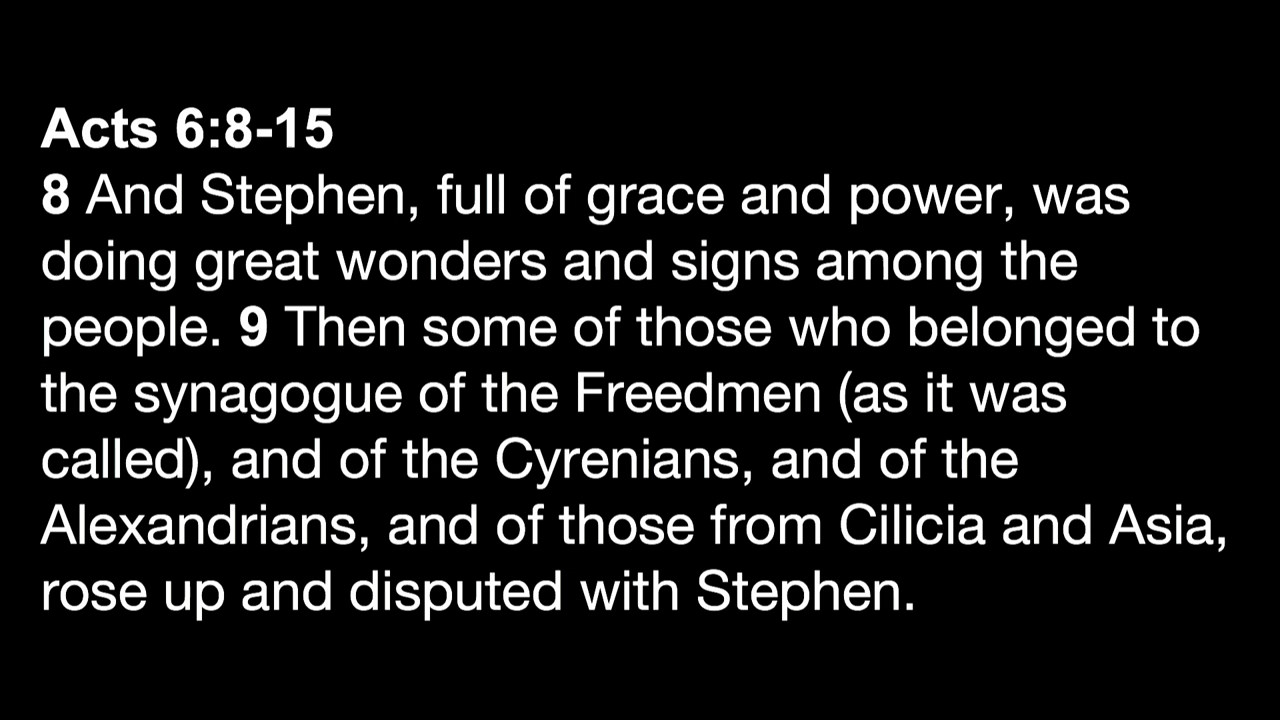 Acts 6:8-15
8 And Stephen, full of grace and power, was
doing great wonders and signs among the
people. 9 Then some of those who belonged to
the synagogue of the Freedmen (as it was
called), and of the Cyrenians, and of the
Alexandrians, and of those from Cilicia and Asia,
rose up and disputed with Stephen.